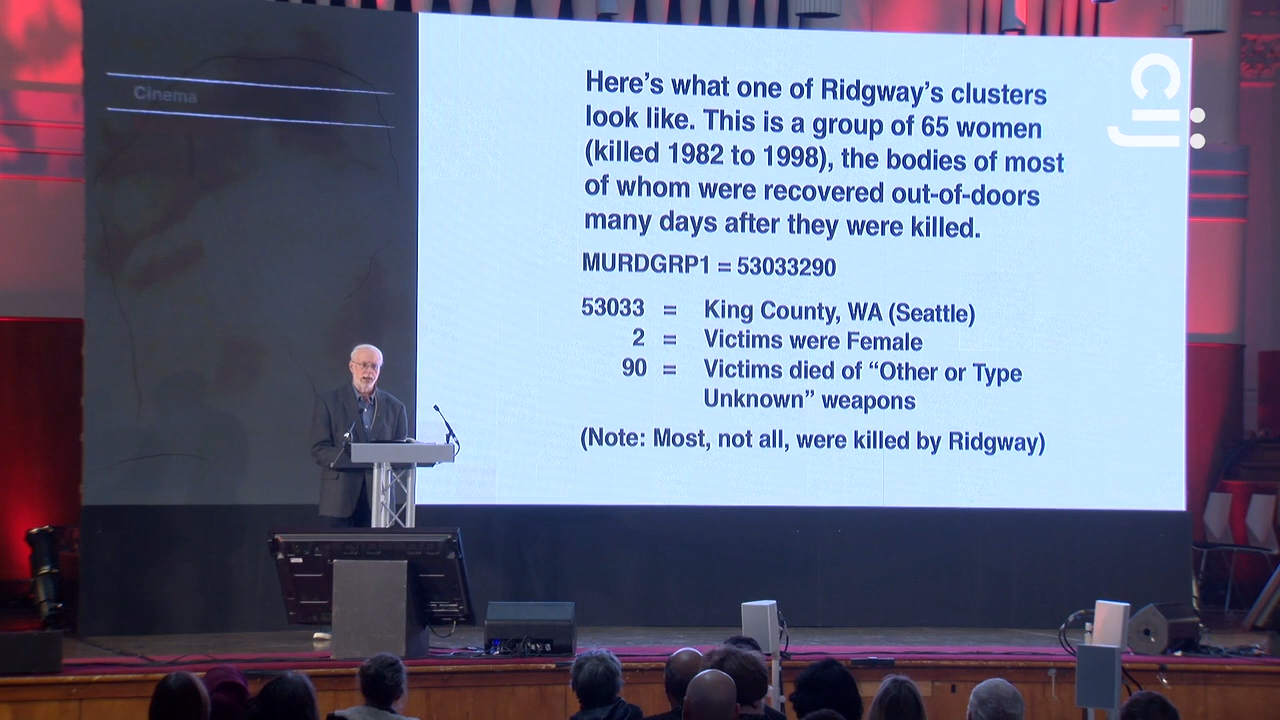 Cinema
Here's what one of Ridgway's clusters
look like. This is a group of 65 women
(killed 1982 to 1998), the bodies of most
of whom were recovered out-of-doors
many days after they were killed.
MURDGRP1 = 53033290
53033 = King County, WA (Seattle)
2 = Victims were Female
90 = Victims died of “Other or Type
Unknown” weapons
(Note: Most, not all, were killed by Ridgway)
cij: